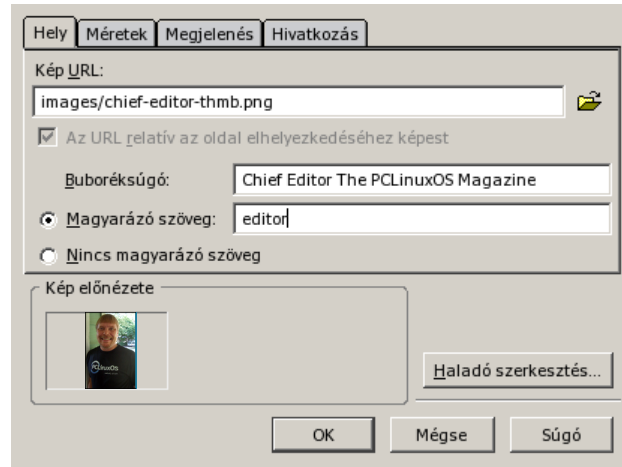 Hely Méretek Megjelenés Hivatkozás
Kép URL:
images/chief-editor-thmb.png
Az URL relatív az oldal elhelyezkedéséhez képest
Buboréksúgó: Chief Editor The PCLinuxOS Magazine
Magyarázó szöveg: editor
Nincs magyarázó szöveg
Kép előnézete
PCLinuxOS
Haladó szerkesztés...
OK Mégse Súgó